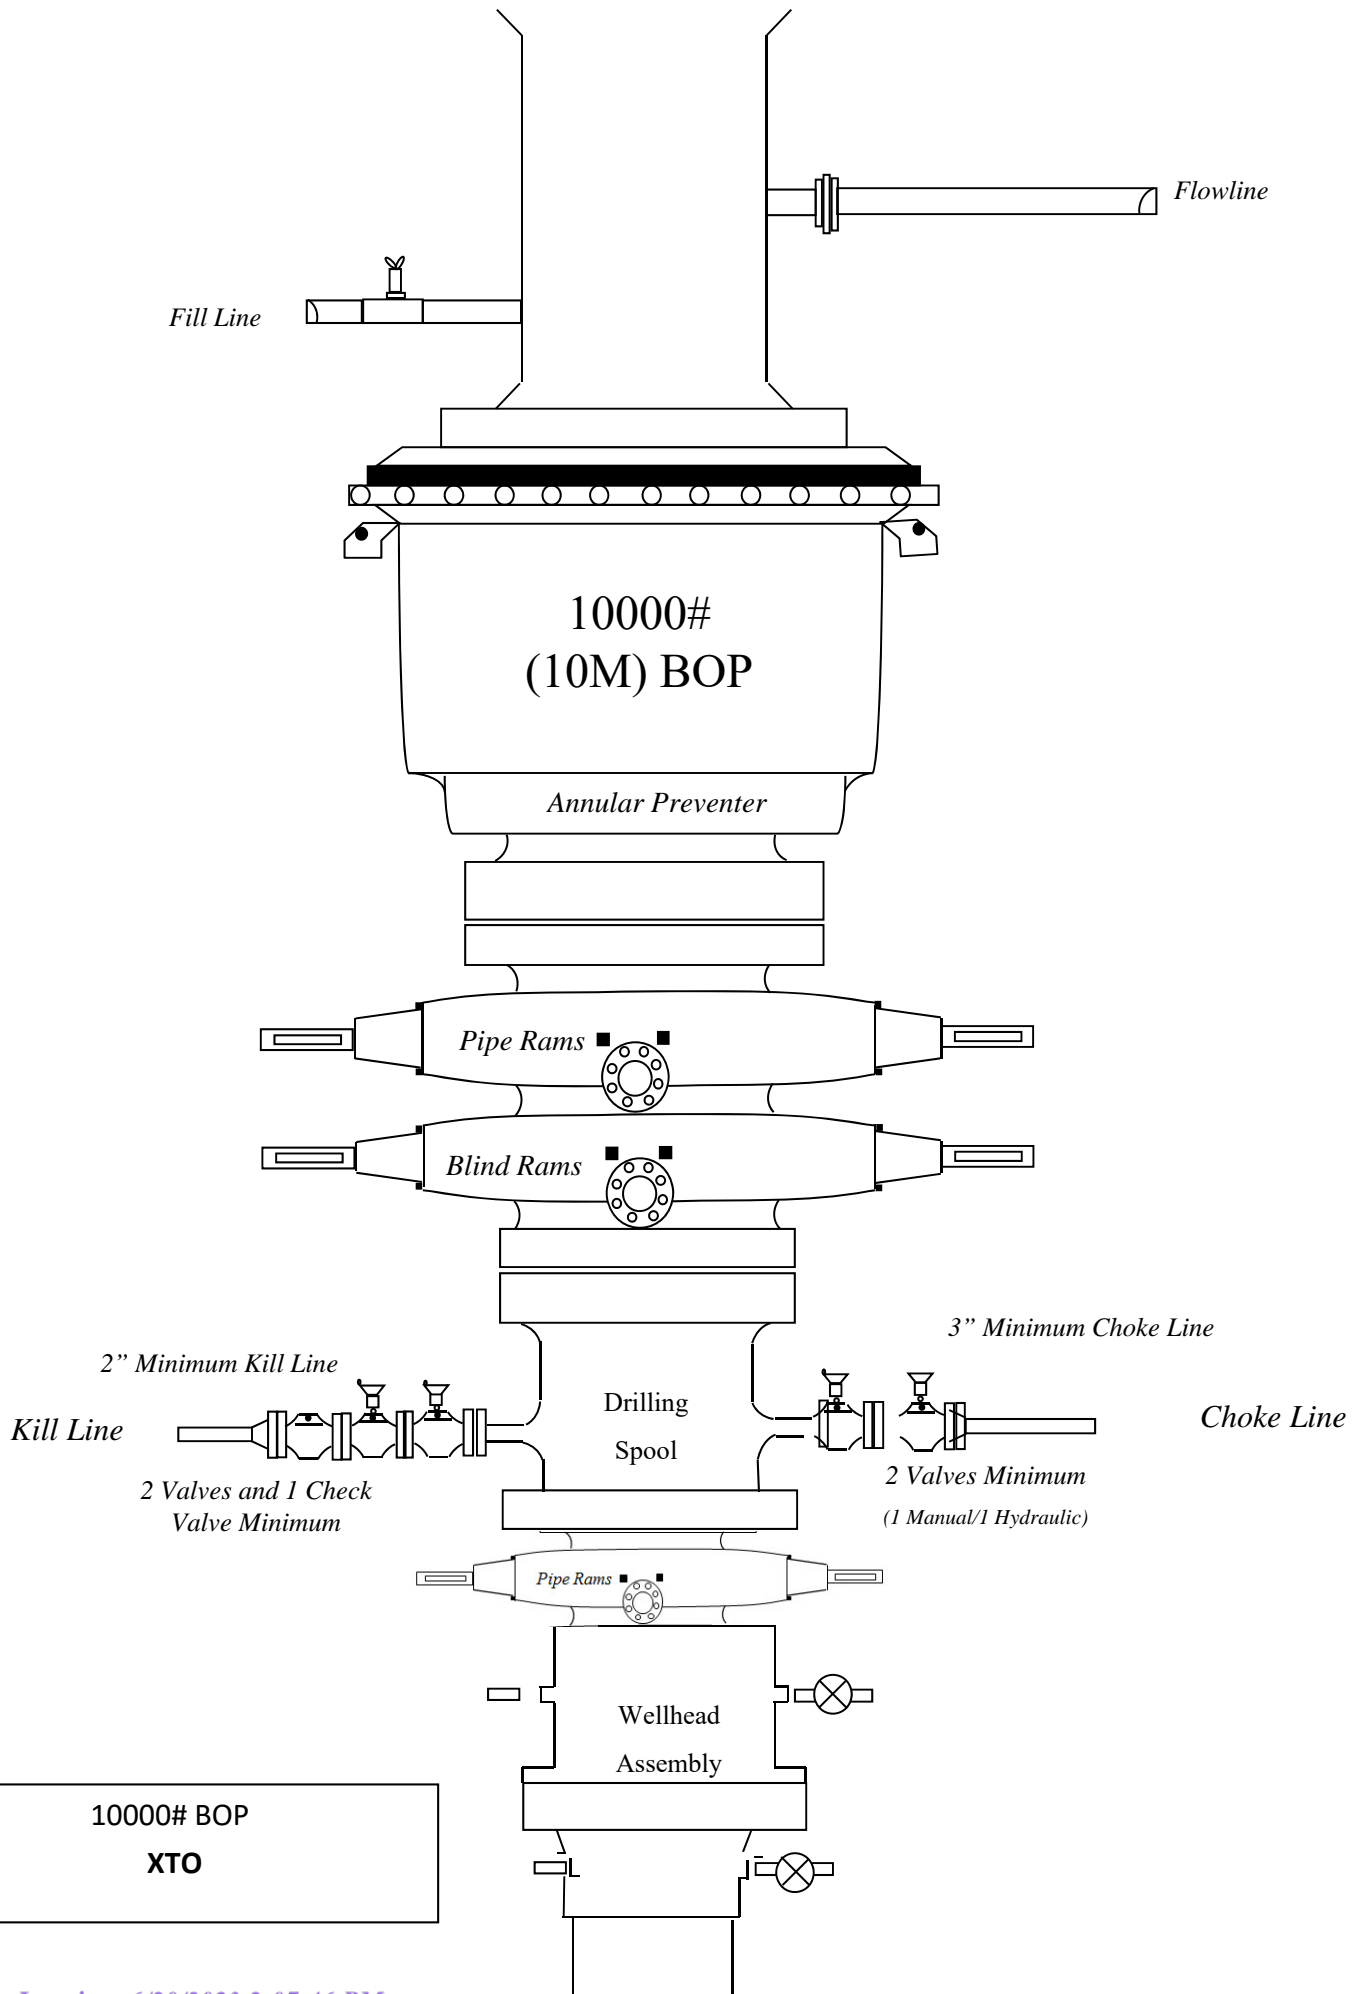 Flowline
Fill Line
10000#
(10M) BOP
Annular Preventer
Pipe Rams
Blind Rams
3” Minimum Choke Line
2” Minimum Kill Line
Drilling
Spool
Kill Line
Choke Line
2 Valves and 1 Check
Valve Minimum
2 Valves Minimum
(1 Manual/1 Hydraulic)
Pipe Rams
Wellhead
Assembly
10000# BOP
XTO